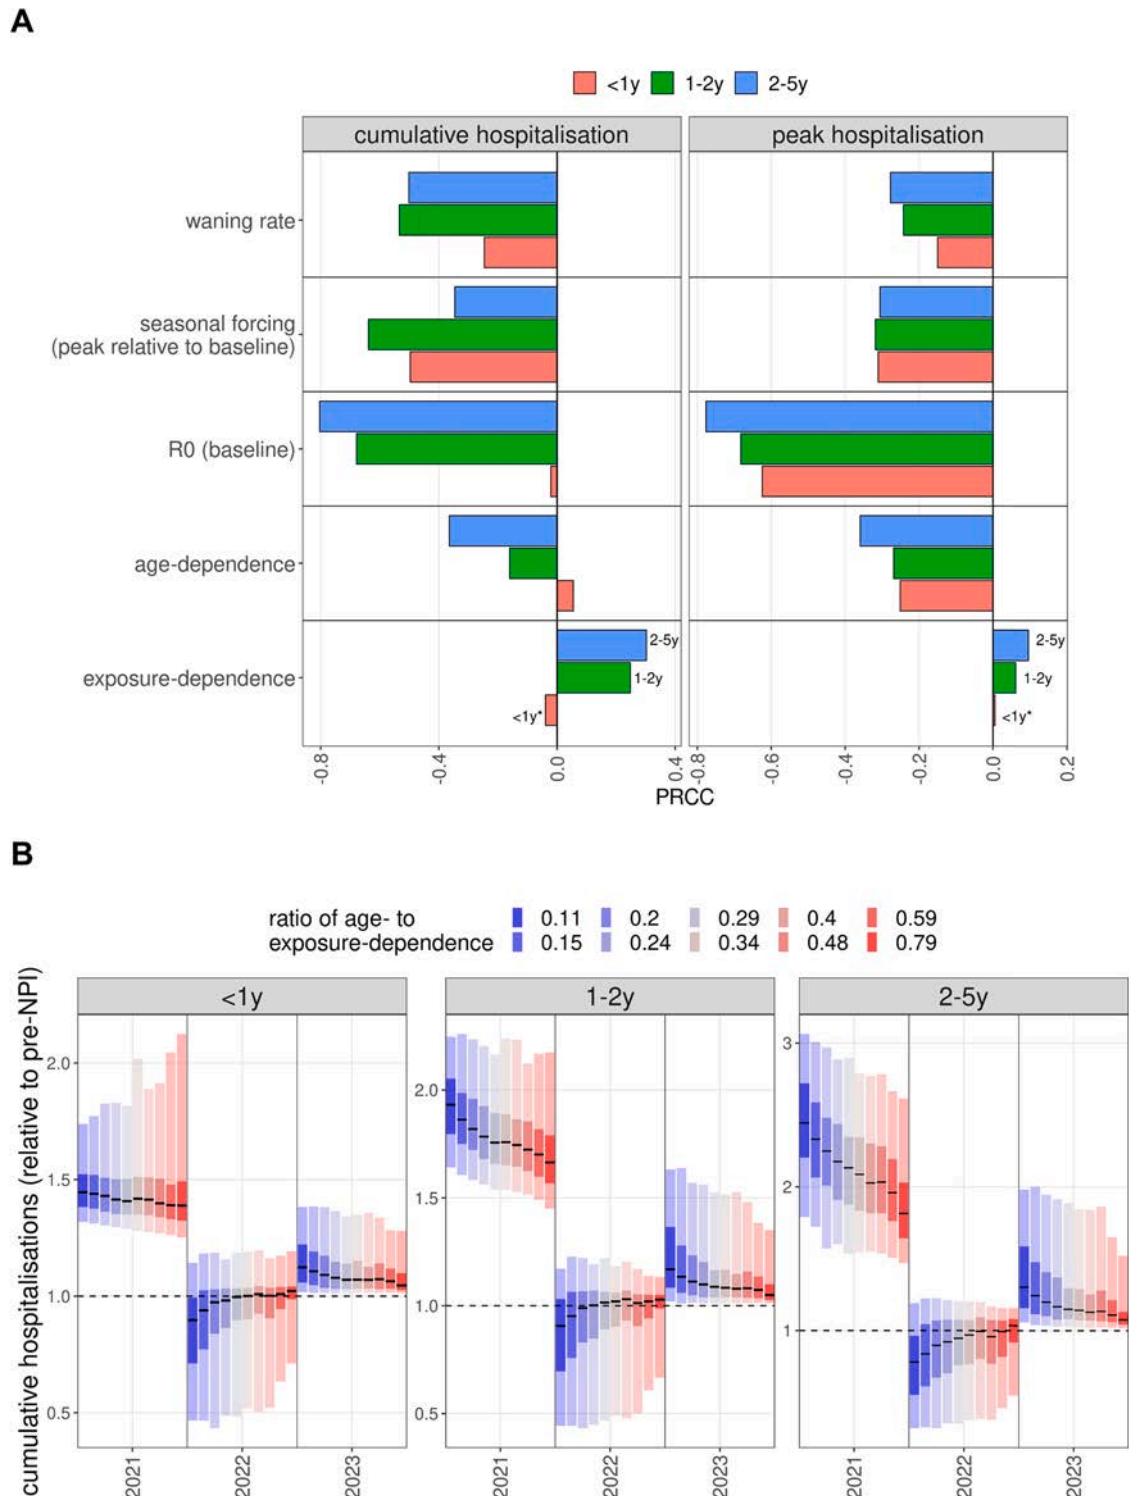 A
<1y 1-2y 2-5y
cumulative hospitalisation peak hospitalisation
waning rate
seasonal forcing
(peak relative to baseline)
R0 (baseline)
age-dependence
exposure-dependence
2-5y 2-5y
1-2y 1-2y
<1y* <1y*
-0.8 -0.4 0.0 0.4 -0.8 -0.6 -0.4 -0.2 0.0 0.2
PRCC
B
ratio of age- to 0.11 0.2 0.29 0.4 0.59
exposure-dependence 0.15 0.24 0.34 0.48 0.79
cumulative hospitalisations (relative to pre-NPI)
<1y 1-2y 2-5y
2.0
1.5
1.0
0.5
2.0
1.5
1.0
0.5
3
2
1
2021 2022 2023 2021 2022 2023 2021 2022 2023